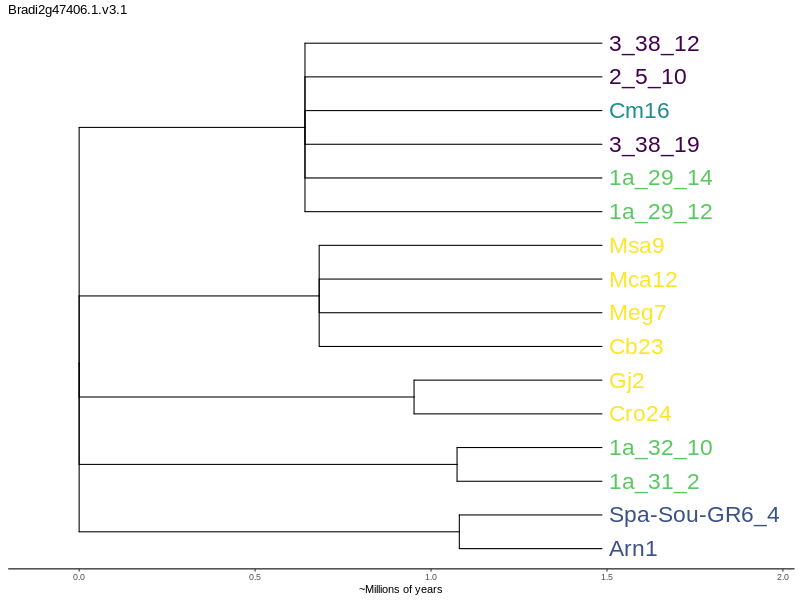 Bradi2g47406.1.v3.1
3_38_12
2_5_10
Cm16
3_38_19
1a_29_14
1a_29_12
Msa9
Mca12
Meg7
Cb23
Gj2
Cro24
1a_32_10
1a_31_2
Spa-Sou-GR6_4
Arn1
0.0 0.5 1.0 1.5 2.0
~Millions of years